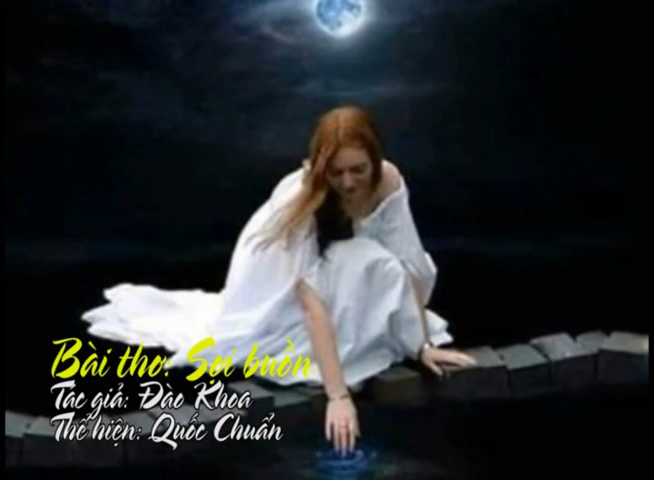 Bài thơ: Sợi buồn
Tác giả: Đào Khoa
Thể hiện: Quốc Chuẩn